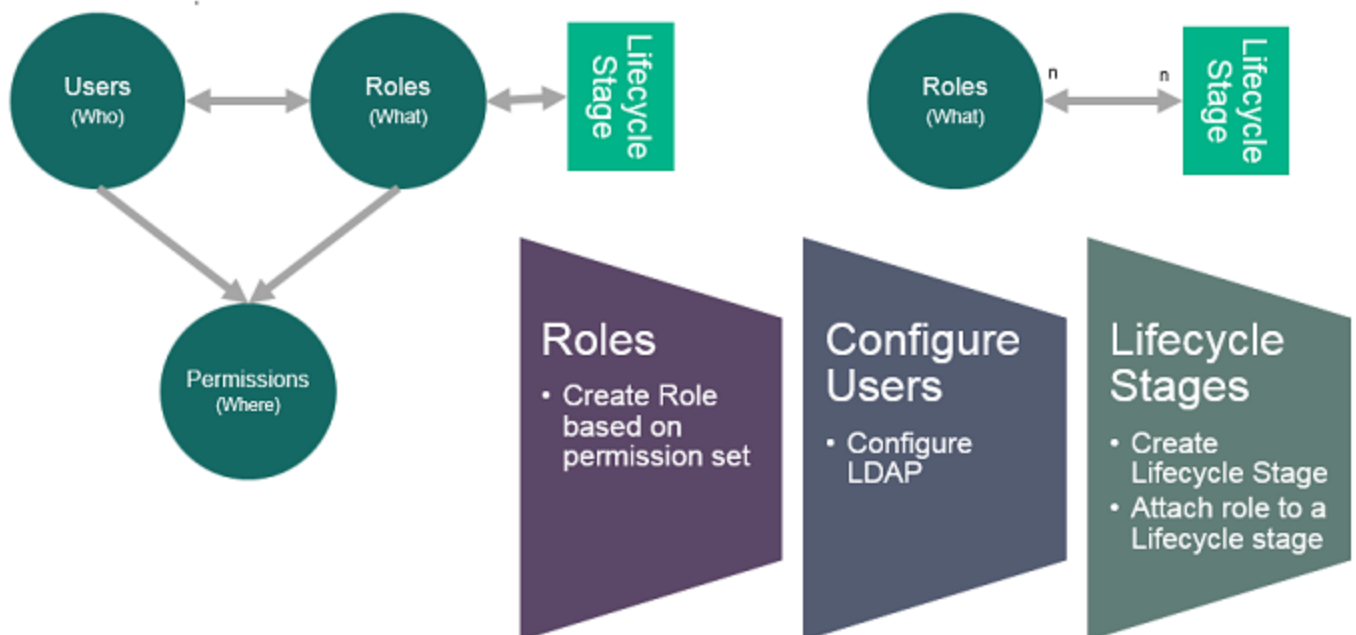 Users
(Who)
Roles
(What)
Lifecycle
Stage
Roles
(What)
n
n
Lifecycle
Stage
Permissions
(Where)
Roles
• Create Role
based on
permission set
Configure
Users
• Configure
LDAP
Lifecycle
Stages
• Create
Lifecycle Stage
• Attach role to a
Lifecycle stage